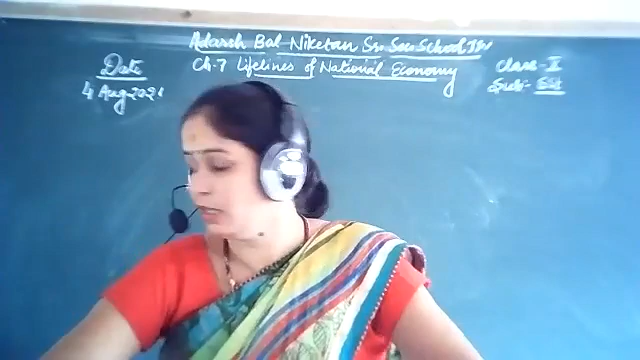 Adarsh Bal Niketan Sr. Sec. School
Date Ch-7 Lifelines of National Economy Class - X
4 Aug 2021 Sub:- SSt